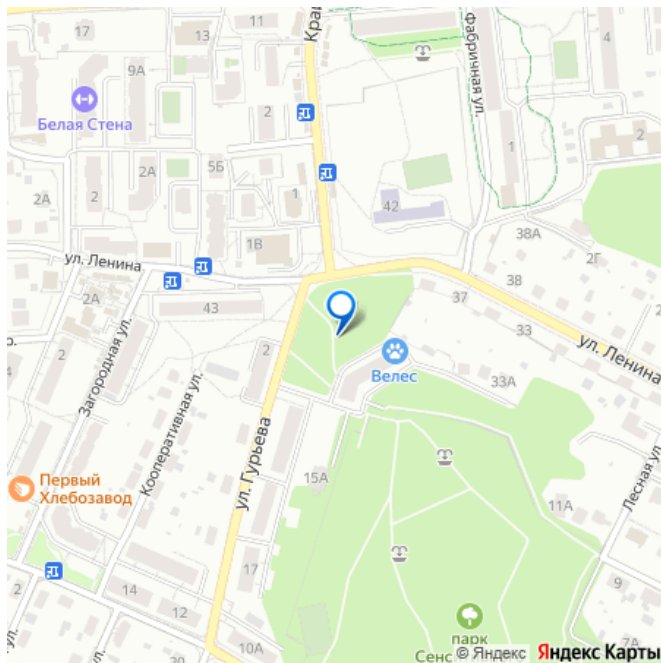 17
11
13
Фабричная ул.
4
9А
2
Белая Стена
2
5Б
1
2А
2А
2
42
1
38А
1В
2Г
ул. Ленина
38
2А
37
43
33
ул. Ленина
2
2
Велес
33А
Загородная ул.
Кооперативная ул.
ул. Гурьева
15А
Первый
Хлебозавод
11А
Лесная ул.
2
14
17
9
12
10А
7А
парк
© Яндекс
Яндекс Карты